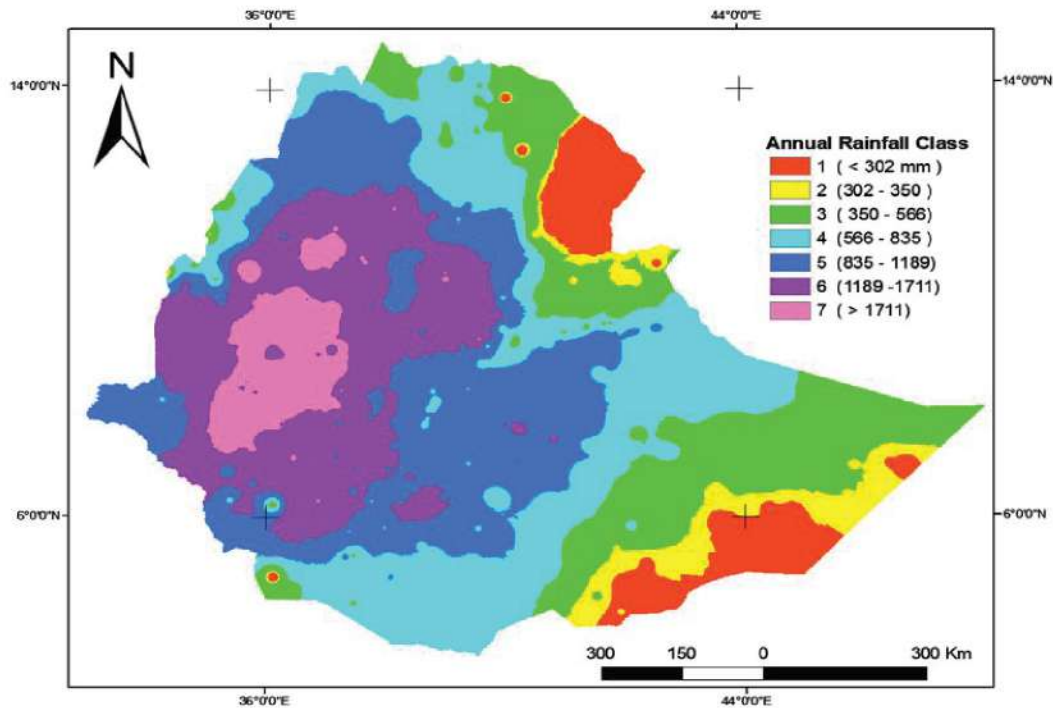 36°0'0"E 44°0'0"E
N
14°0'0"N 14°0'0"N
Annual Rainfall Class
1 ( < 302 mm )
2 (302 - 350 )
3 ( 350 - 566)
4 (566 - 835 )
5 (835 - 1189)
6 (1189 -1711)
7 ( > 1711)
6°0'0"N 6°0'0"N
300 150 0 300 Km
36°0'0"E 44°0'0"E